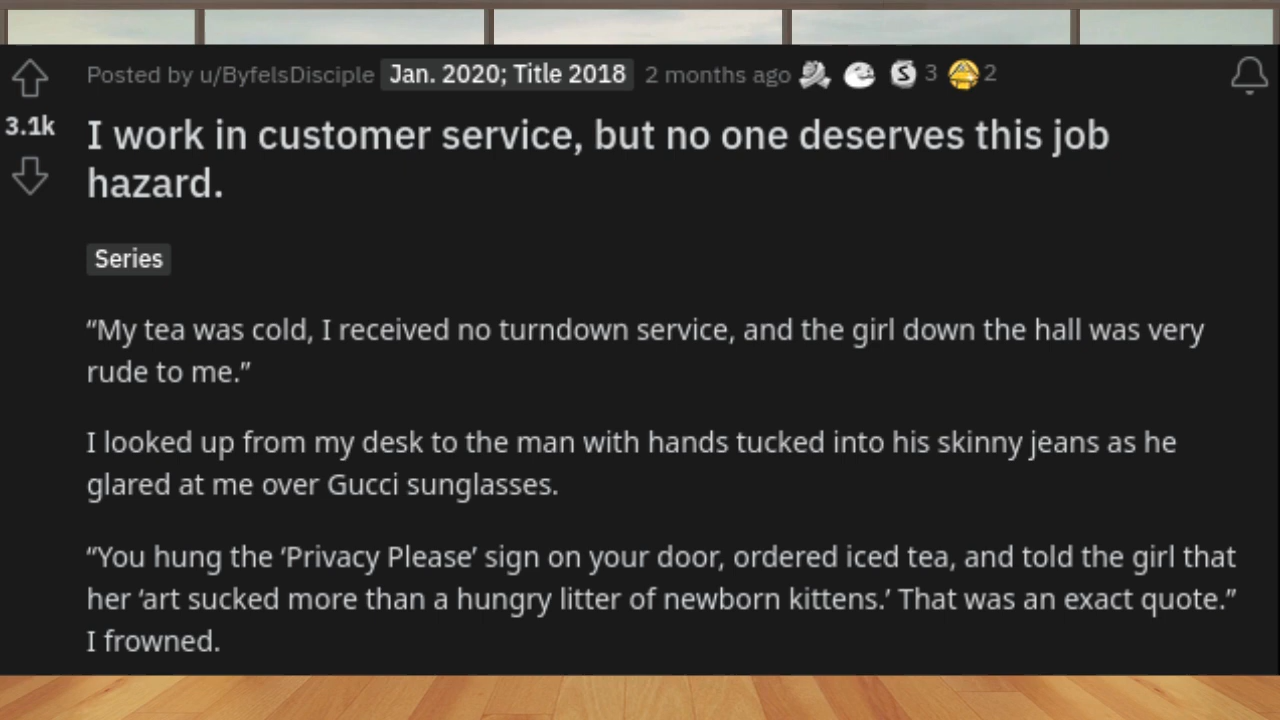 Posted by u/ByfelsDisciple Jan. 2020; Title 2018 2 months ago 3 2
3.1k
I work in customer service, but no one deserves this job
hazard.
Series
“My tea was cold, I received no turndown service, and the girl down the hall was very
rude to me.”
I looked up from my desk to the man with hands tucked into his skinny jeans as he
glared at me over Gucci sunglasses.
“You hung the ‘Privacy Please’ sign on your door, ordered iced tea, and told the girl that
her ‘art sucked more than a hungry litter of newborn kittens.’ That was an exact quote.”
I frowned.